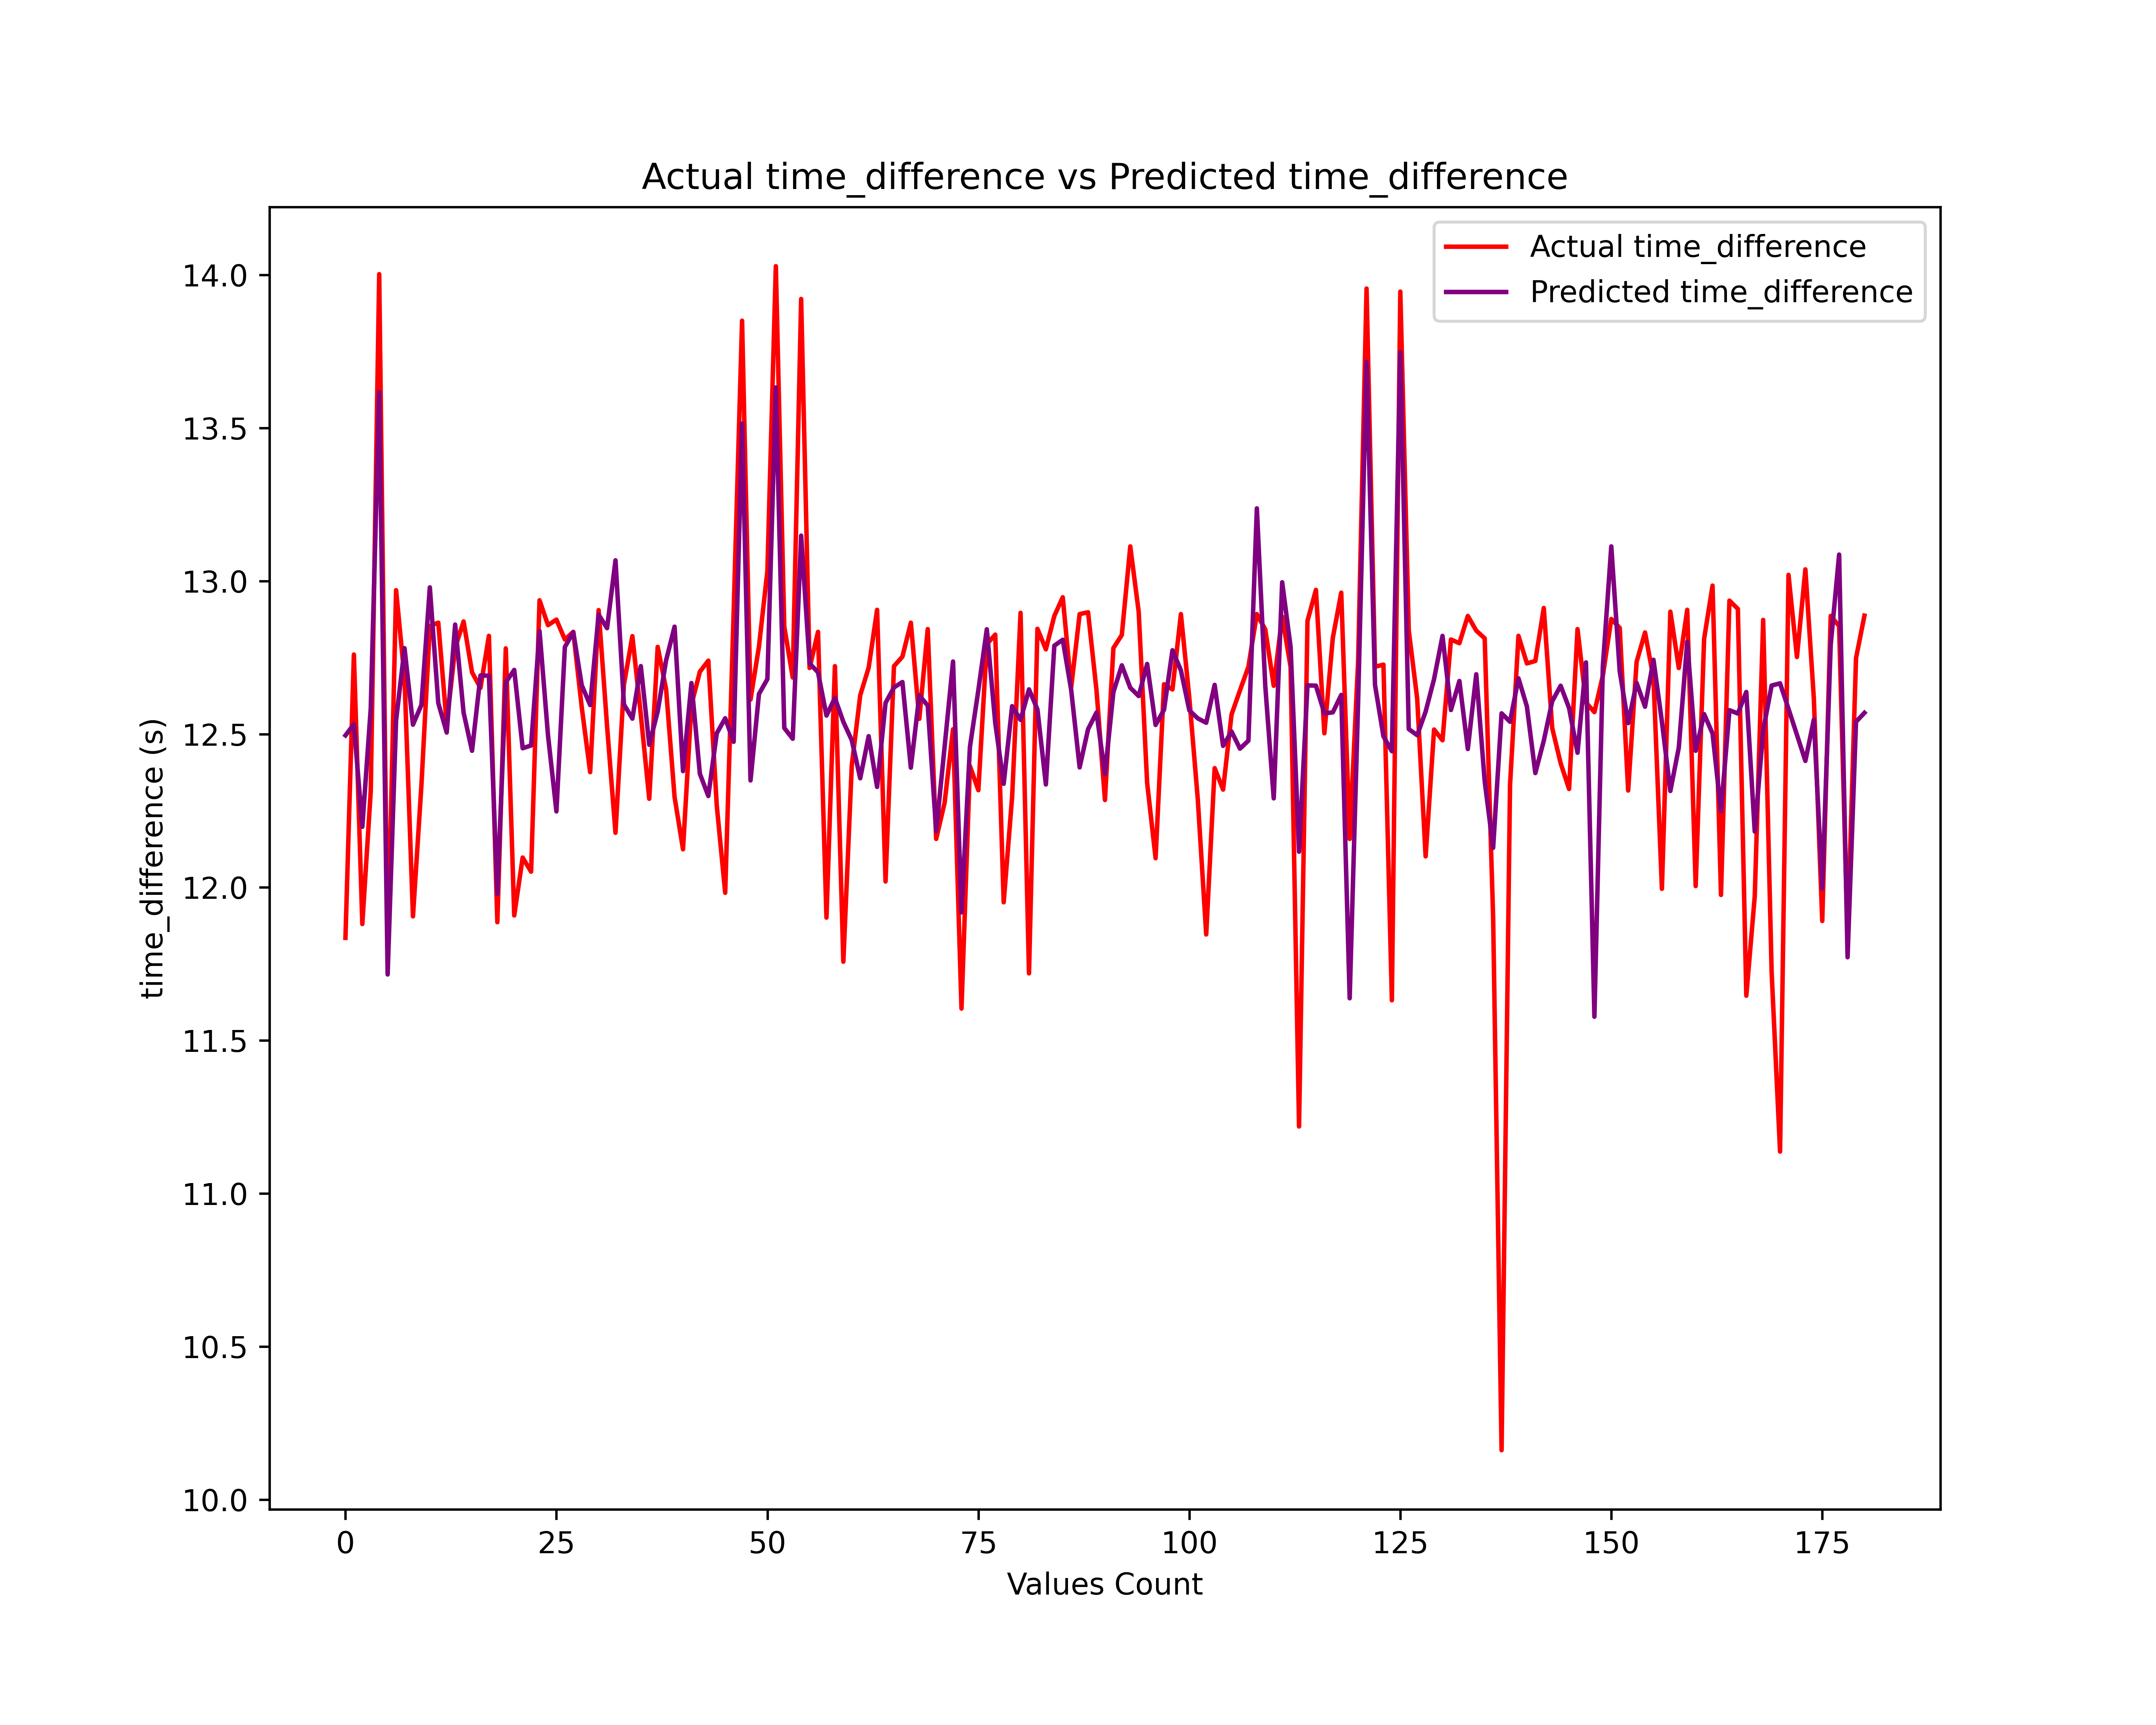 Actual time_difference vs Predicted time_difference
Actual time_difference
Predicted time_difference
14.0
13.5
13.0
12.5
12.0
11.5
11.0
10.5
10.0
time_difference (s)
0 25 50 75 100 125 150 175
Values Count